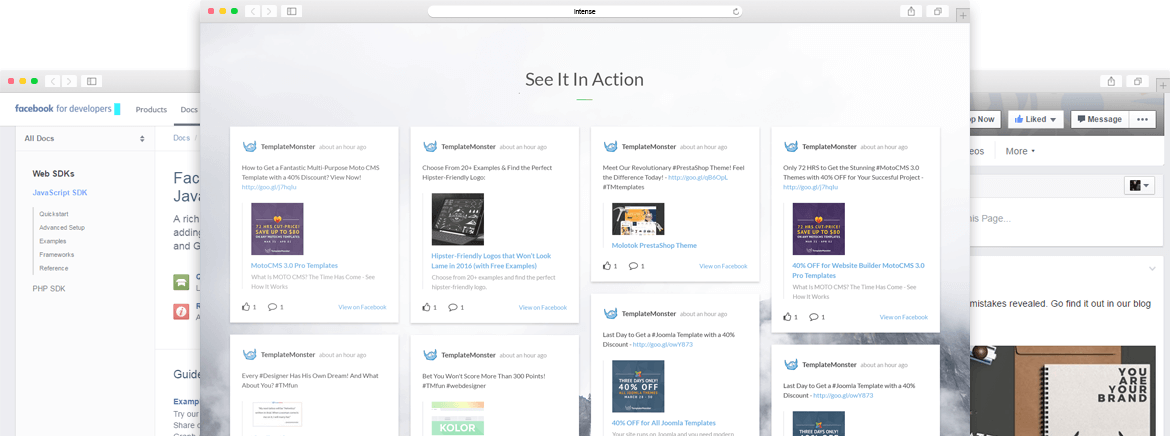 Intense
See It In Action
facebook for developers
Products
Docs
All Docs
Web SDKs
JavaScript SDK
Quickstart
Advanced Setup
Examples
Frameworks
Reference
PHP SDK
Docs /
Fac
Java
A rich
adding
and G
Guide
Examp
Try our
Share c
TemplateMonster about an hour ago
How to Get a Fantastic Multi-Purpose Moto CMS
Template with a 40% Discount? View Now!
http://goo.gl/j7hqIu
72 HRS CUT-PRICE!
SAVE UP TO $80
MotoCMS 3.0 Pro Templates
What Is MOTO CMS? The Time Has Come - See
How It Works
1 1 View on Facebook
TemplateMonster about an hour ago
Every #Designer Has His Own Dream! And What
About You? #TMfun
TemplateMonster about an hour ago
Choose From 20+ Examples & Find the Perfect
Hipster-Friendly Logo:
Hipster-Friendly Logos that Won't Look
Lame in 2016 (with Free Examples)
Choose from 20+ examples and find the perfect
hipster-friendly logo.
1 1 View on Facebook
TemplateMonster about an hour ago
Bet You Won't Score More Than 300 Points!
#TMfun #webdesigner
KOLOR
TemplateMonster about an hour ago
Meet Our Revolutionary #PrestaShop Theme! Feel
the Difference Today! - http://goo.gl/qB6OpL
#TMtemplates
Molotok PrestaShop Theme
1 1 View on Facebook
TemplateMonster about an hour ago
Last Day to Get a #Joomla Template with a 40%
Discount - http://goo.gl/owY873
THREE DAYS ONLY!
40% OFF
ALL JOOMLA THEMES
40% OFF for All Joomla Templates
Your site runs on Joomla and you need modern
TemplateMonster about an hour ago
Only 72 HRS to Get the Stunning #MotoCMS 3.0
Themes with 40% OFF for Your Succesful Project -
http://goo.gl/j7hqIu
72 HRS CUT-PRICE!
SAVE UP TO $80
40% OFF for Website Builder MotoCMS 3.0
Pro Templates
What Is MOTO CMS? The Time Has Come - See
How It Works
1 1 View on Facebook
TemplateMonster about an hour ago
Last Day to Get a #Joomla Template with a 40%
Discount - http://goo.gl/owY873
THREE DAYS ONLY!
op Now
Liked
Message
eos
More
his Page...
mistakes revealed. Go find it out in our blog
YOU
ARE
YOUR
BRAND